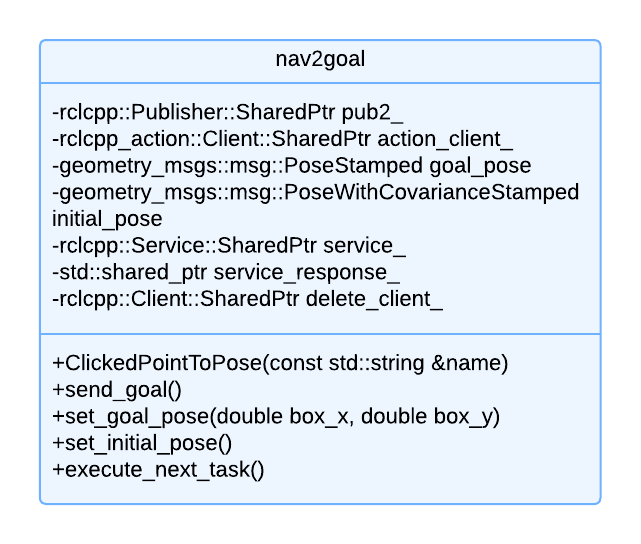 nav2goal
-rclcpp::Publisher::SharedPtr pub2_
-rclcpp_action::Client::SharedPtr action_client_
-geometry_msgs::msg::PoseStamped goal_pose
-geometry_msgs::msg::PoseWithCovarianceStamped
initial_pose
-rclcpp::Service::SharedPtr service_
-std::shared_ptr service_response_
-rclcpp::Client::SharedPtr delete_client_
+ClickedPointToPose(const std::string &name)
+send_goal()
+set_goal_pose(double box_x, double box_y)
+set_initial_pose()
+execute_next_task()